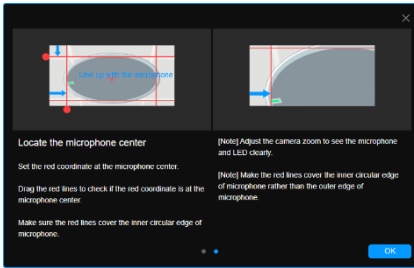 Line up with the microphone
Locate the microphone center
Set the red coordinate at the microphone center.
Drag the red lines to check if the red coordinate is at the
microphone center.
Make sure the red lines cover the inner circular edge of
microphone.
[Note] Adjust the camera zoom to see the microphone
and LED clearly.
[Note] Make the red lines cover the inner circular edge
of microphone rather than the outer edge of
microphone.
OK